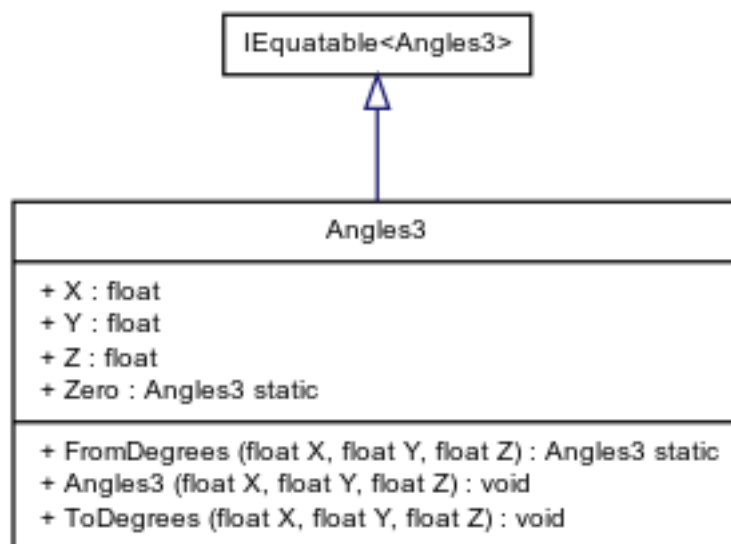 IEquatable<Angles3>
Angles3
+ X : float
+ Y : float
+ Z : float
+ Zero : Angles3 static
+ FromDegrees (float X, float Y, float Z) : Angles3 static
+ Angles3 (float X, float Y, float Z) : void
+ ToDegrees (float X, float Y, float Z) : void